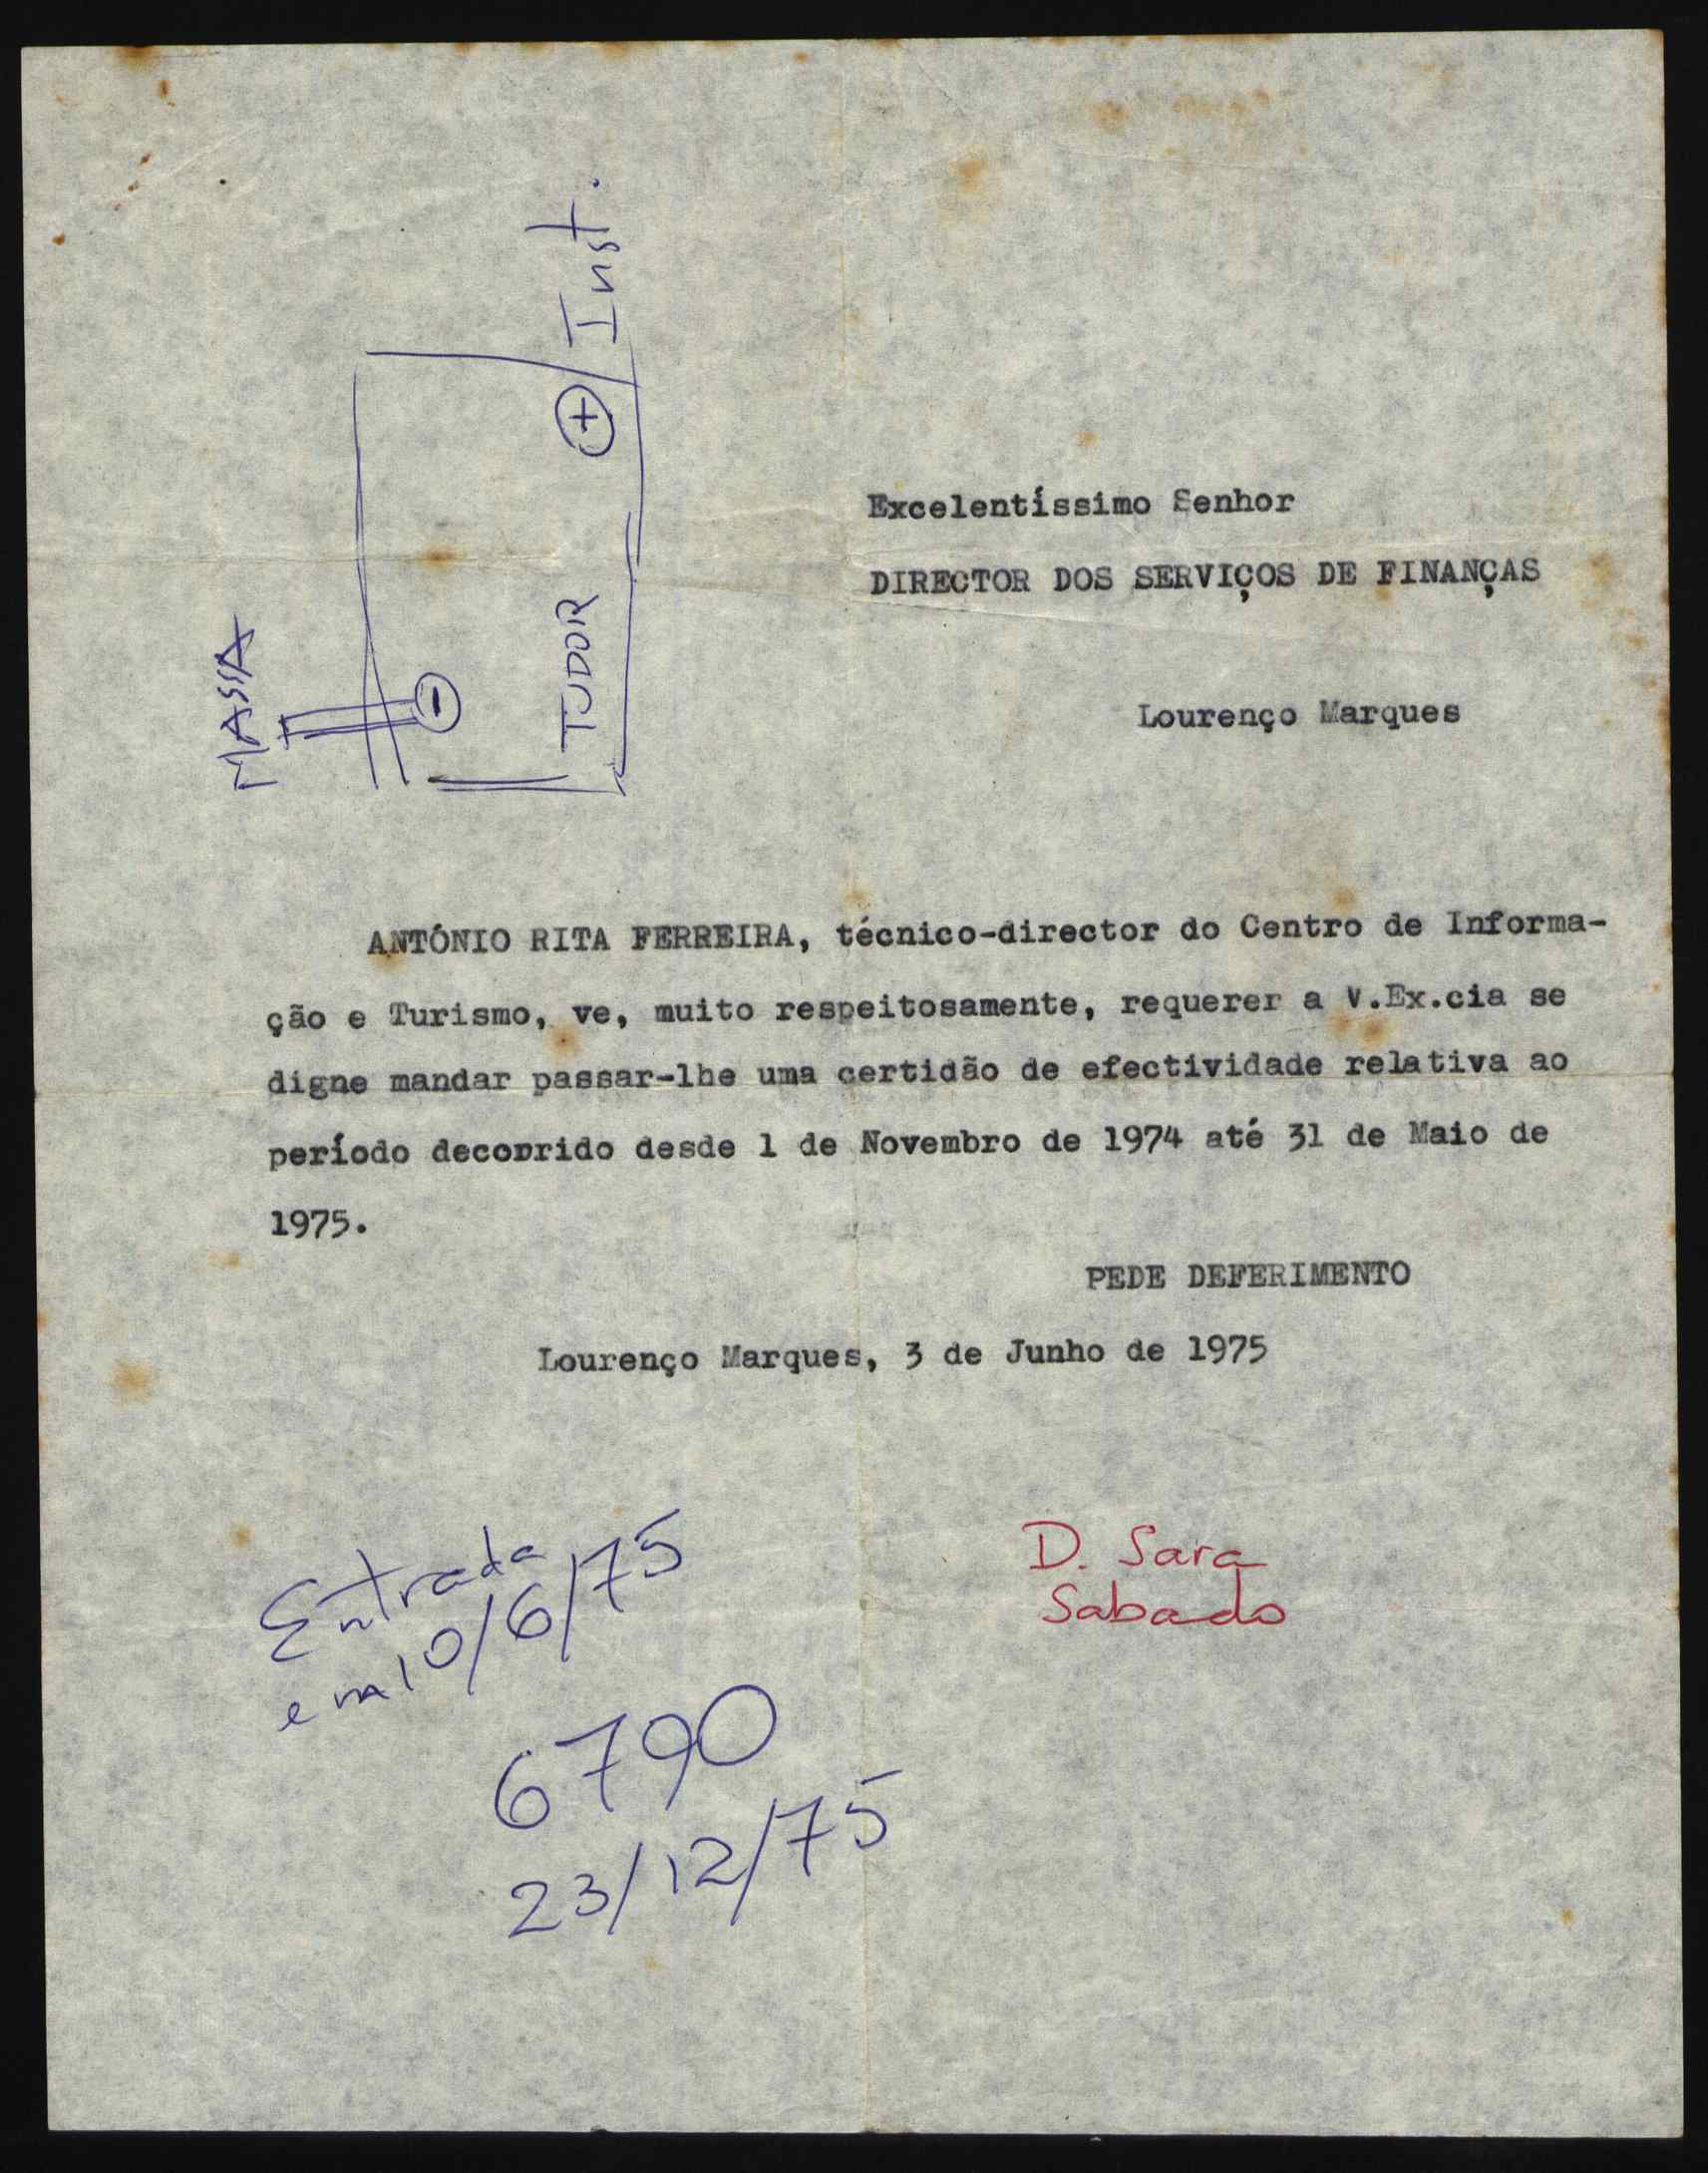 Inst.
+
TUDOR
-
MASSA
Excelentíssimo Senhor
DIRECTOR DOS SERVIÇOS DE FINANÇAS
Lourenço Marques
ANTÓNIO RITA FERREIRA, técnico-director do Centro de Informa-
ção e Turismo, ve, muito respeitosamente, requerer a V.Ex.cia se
digne mandar passar-lhe uma certidão de efectividade relativa ao
período decorrido desde 1 de Novembro de 1974 até 31 de Maio de
1975.
PEDE DEFERIMENTO
Lourenço Marques, 3 de Junho de 1975
Entrada
em 10/6/75
6790
23/12/75
D. Sara
Sabado